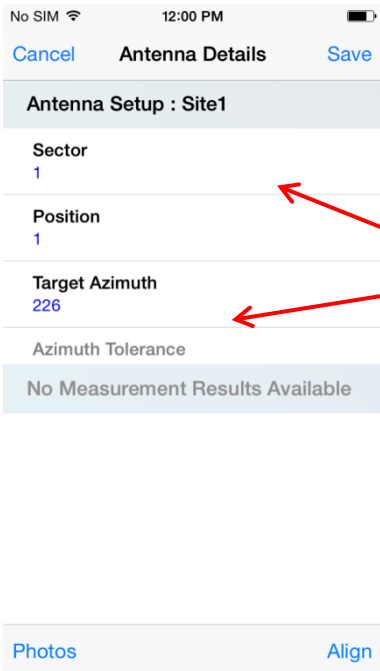 No SIM 12:00 PM
Cancel Antenna Details Save
Antenna Setup : Site1
Sector
1
Position
1
Target Azimuth
226
Azimuth Tolerance
No Measurement Results Available
Photos Align